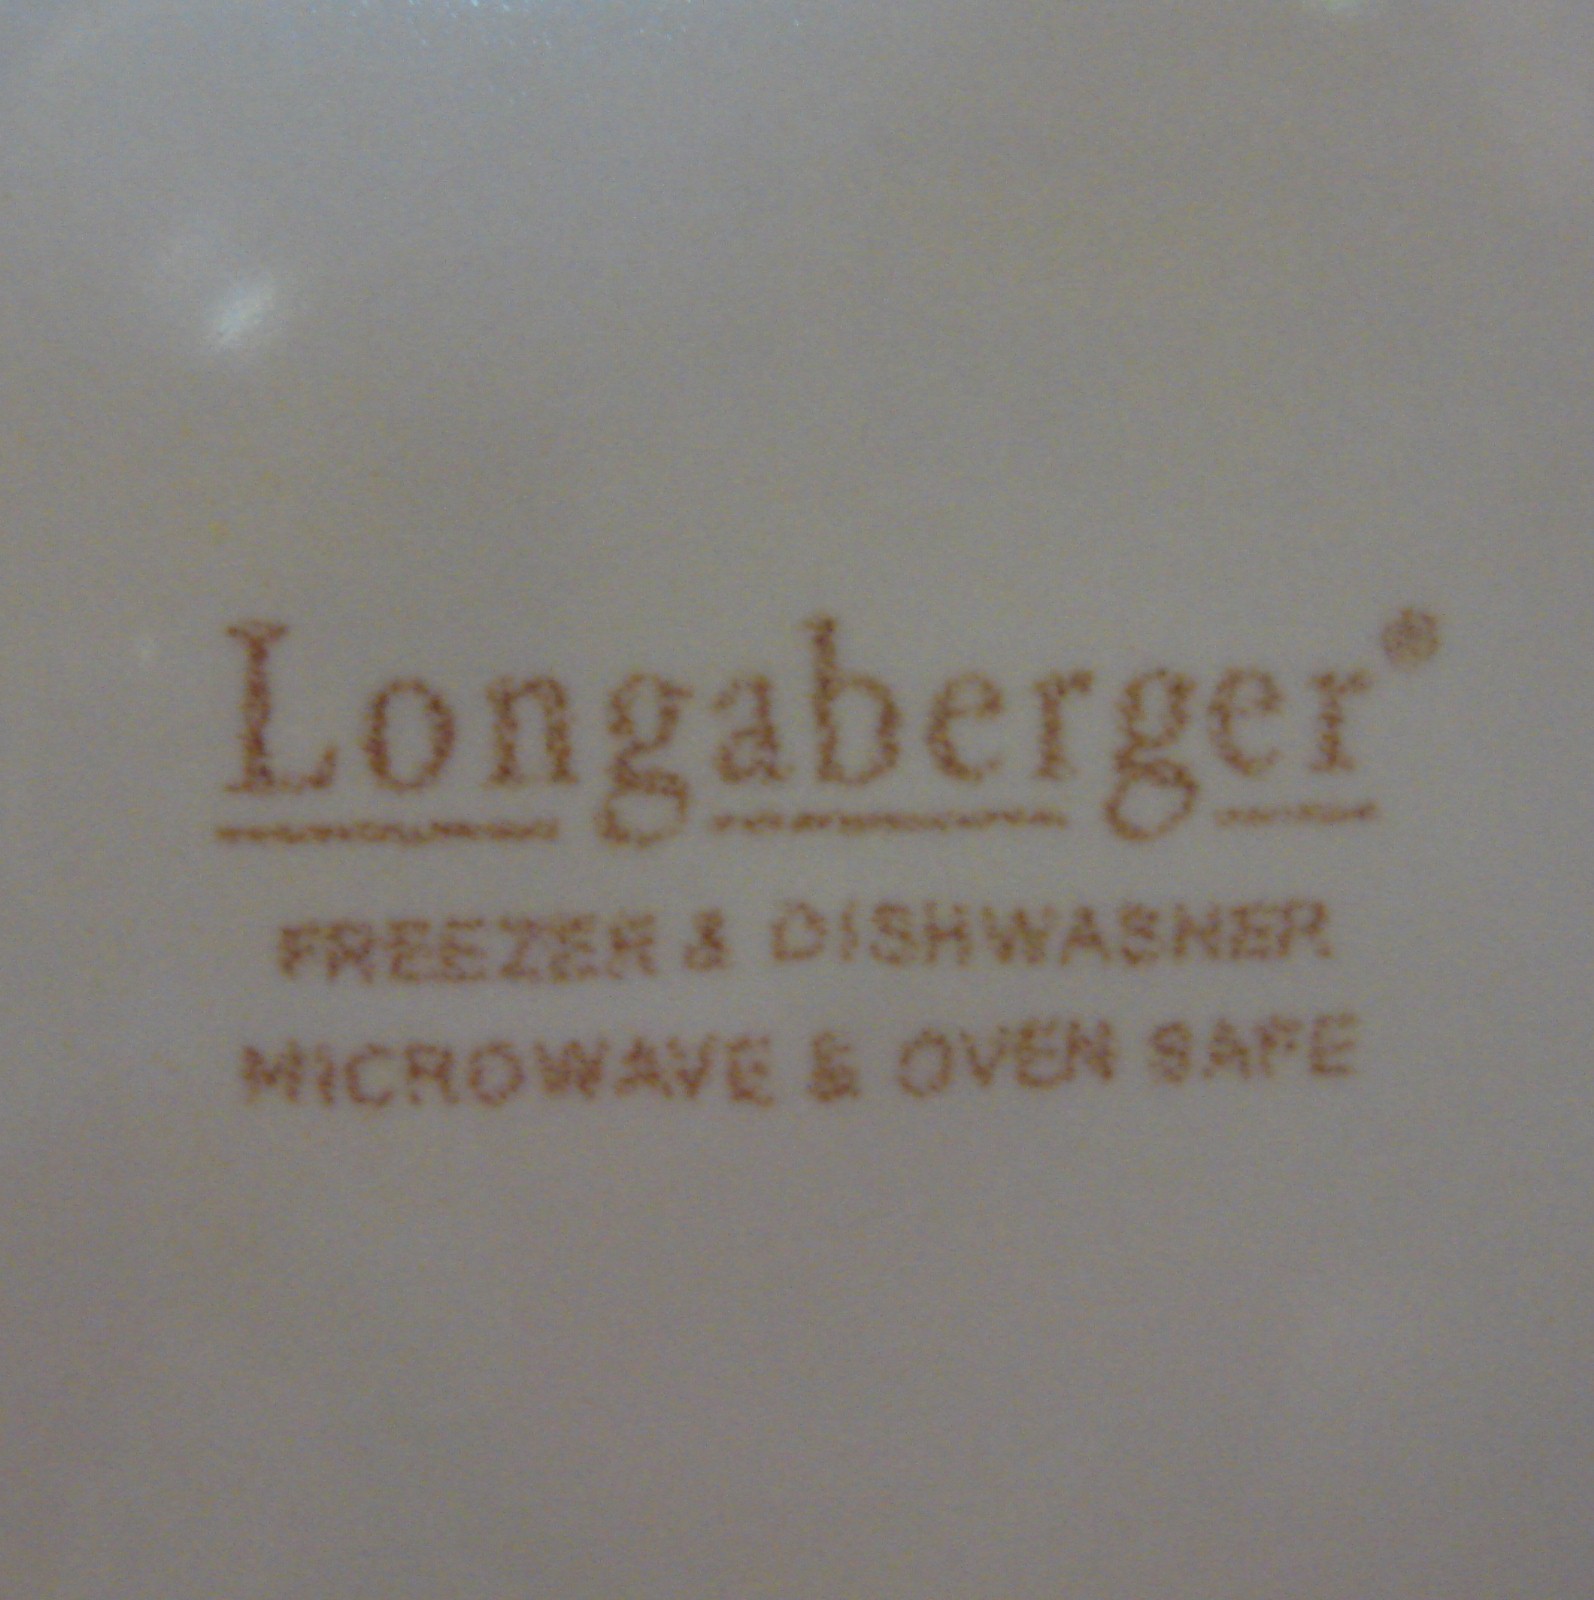 Longaberger®
FREEZER & DISHWASHER
MICROWAVE & OVEN SAFE